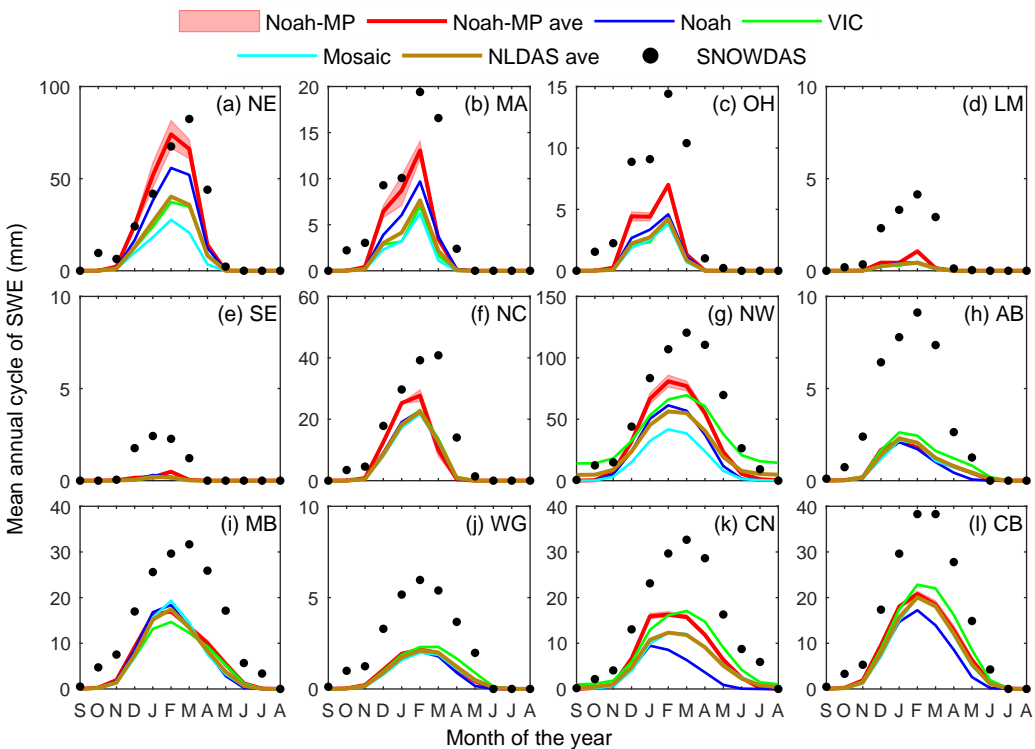 Noah-MP Noah-MP ave Noah VIC
Mosaic NLDAS ave SNOWDAS
Mean annual cycle of SWE (mm)
100 50 0 (a) NE
20 15 10 5 0 (b) MA
15 10 5 0 (c) OH
10 5 0 (d) LM
10 5 0 (e) SE
60 40 20 0 (f) NC
150 100 50 0 (g) NW
10 5 0 (h) AB
40 30 20 10 0 (i) MB
10 5 0 (j) WG
40 30 20 10 0 (k) CN
40 30 20 10 0 (l) CB
S O N D J F M A M J J A S O N D J F M A M J J A S O N D J F M A M J J A S O N D J F M A M J J A
Month of the year